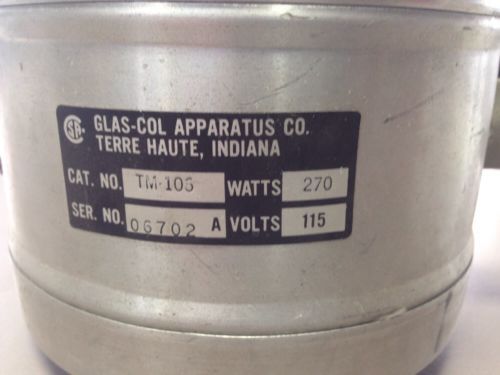 GLAS-COL APPARATUS CO.
TERRE HAUTE, INDIANA
CAT. NO. TM-106 WATTS 270
SER. NO. 06702 A VOLTS 115